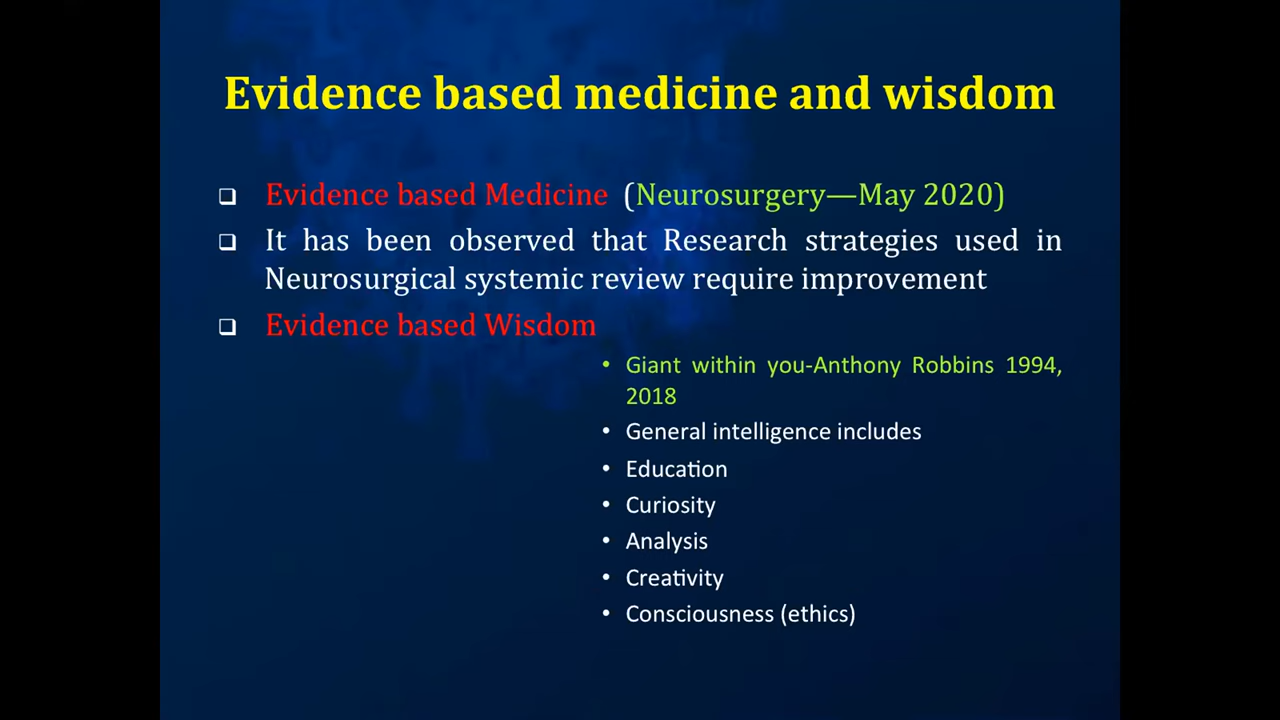 Evidence based medicine and wisdom
❑ Evidence based Medicine (Neurosurgery—May 2020)
❑ It has been observed that Research strategies used in
Neurosurgical systemic review require improvement
❑ Evidence based Wisdom
• Giant within you-Anthony Robbins 1994,
2018
• General intelligence includes
• Education
• Curiosity
• Analysis
• Creativity
• Consciousness (ethics)